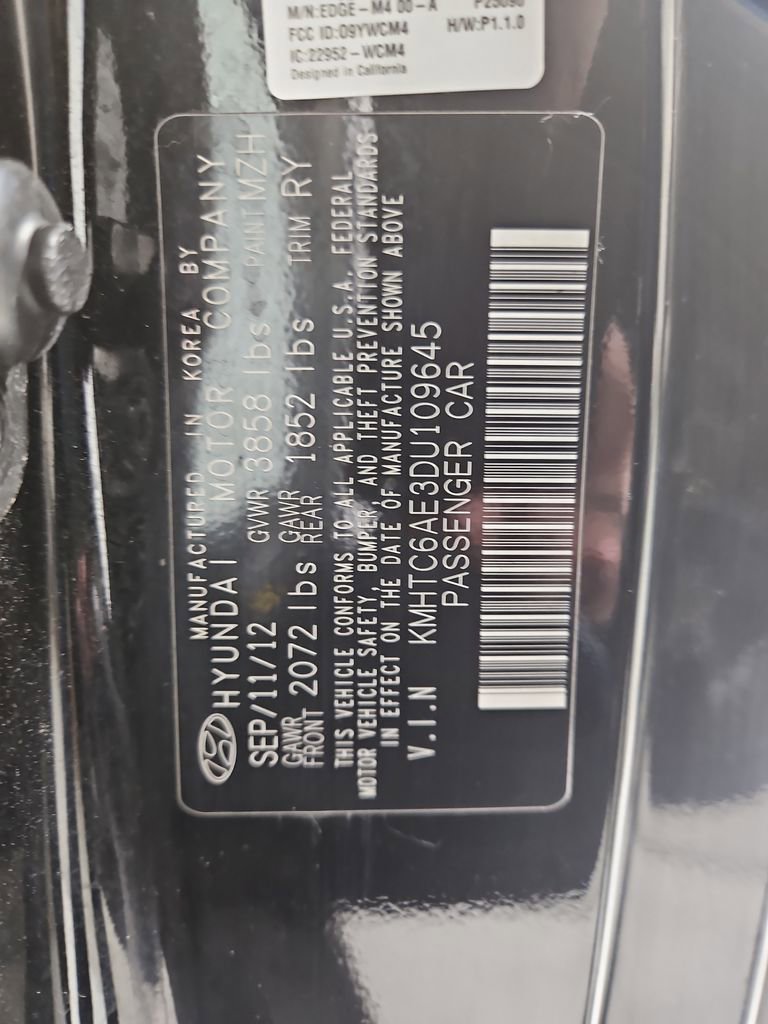 M/N:EDGE-M4 00-A P25090
FCC ID:O9YWCM4 H/W:P1.1.0
IC:22952-WCM4
Designed in California
MANUFACTURED IN KOREA BY
HYUNDAI MOTOR COMPANY
SEP/11/12 GVWR 3858 lbs PAINT MZH
GAWR FRONT 2072 lbs GAWR REAR 1852 lbs TRIM RY
THIS VEHICLE CONFORMS TO ALL APPLICABLE U.S.A. FEDERAL
MOTOR VEHICLE SAFETY, BUMPER, AND THEFT PREVENTION STANDARDS
IN EFFECT ON THE DATE OF MANUFACTURE SHOWN ABOVE
V.I.N KMHTC6AE3DU109645
PASSENGER CAR